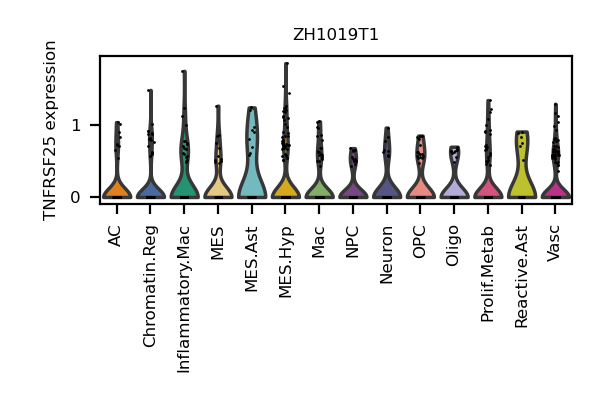 ZH1019T1
TNFRSF25 expression
1
0
AC
Chromatin.Reg
Inflammatory.Mac
MES
MES.Ast
MES.Hyp
Mac
NPC
Neuron
OPC
Oligo
Prolif.Metab
Reactive.Ast
Vasc